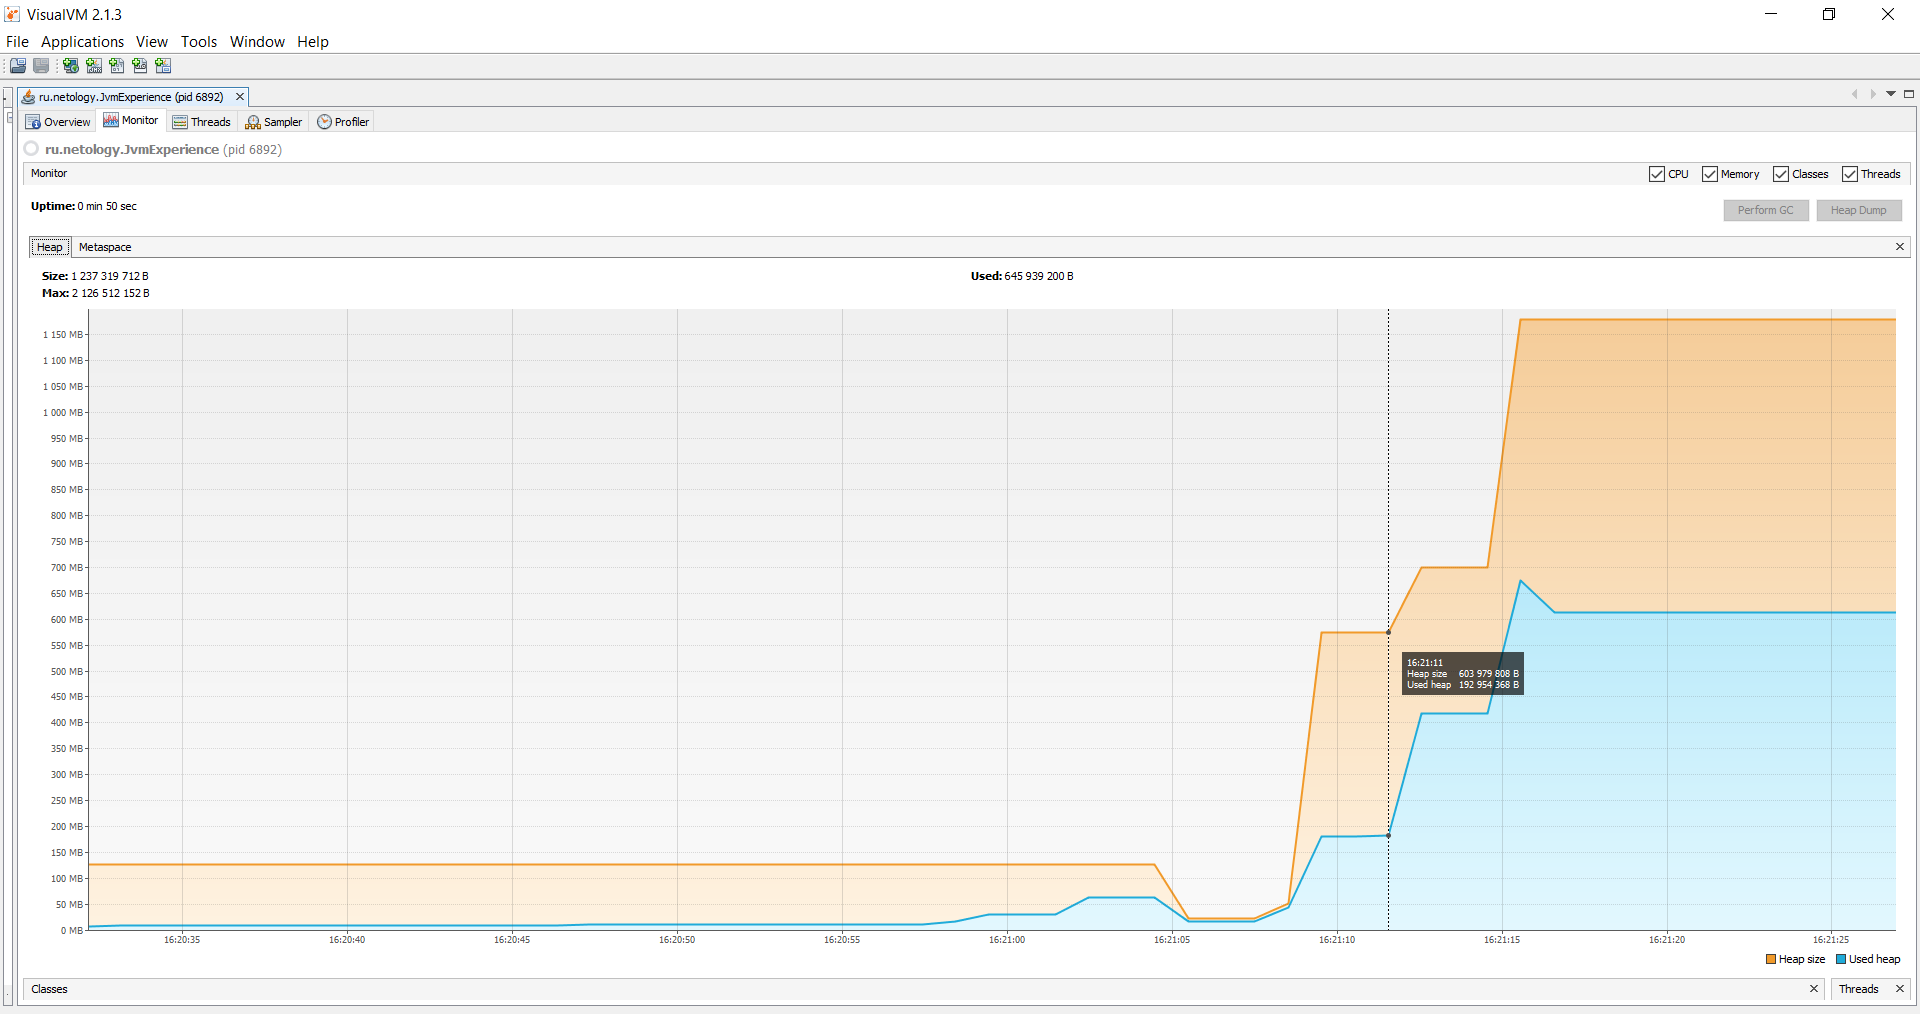 VisualVM 2.1.3
File Applications View Tools Window Help
ru.netology.JvmExperience (pid 6892)
Overview Monitor Threads Sampler Profiler
ru.netology.JvmExperience (pid 6892)
Monitor CPU Memory Classes Threads
Uptime: 0 min 50 sec
Perform GC Heap Dump
Heap Metaspace
Size: 1 237 319 712 B Used: 645 939 200 B
Max: 2 126 512 152 B
1 150 MB
1 100 MB
1 050 MB
1 000 MB
950 MB
900 MB
850 MB
800 MB
750 MB
700 MB
650 MB
600 MB
550 MB
500 MB
450 MB
400 MB
350 MB
300 MB
250 MB
200 MB
150 MB
100 MB
50 MB
0 MB
16:21:11
Heap size 603 979 808 B
Used heap 192 954 368 B
16:20:35 16:20:40 16:20:45 16:20:50 16:20:55 16:21:00 16:21:05 16:21:10 16:21:15 16:21:20 16:21:25
Heap size Used heap
Classes Threads